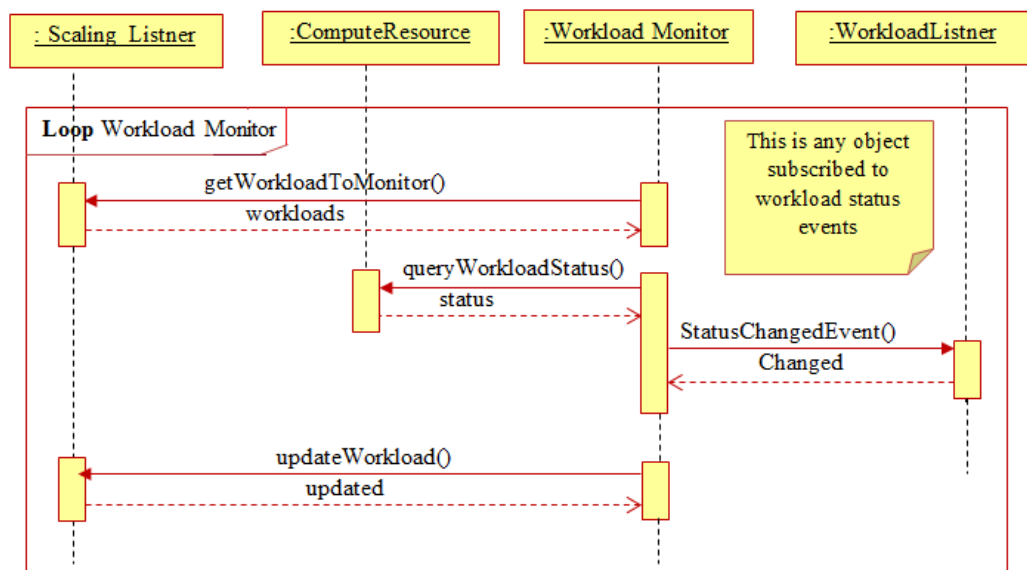 : Scaling Listner
:ComputeResource
:Workload Monitor
:WorkloadListner
Loop Workload Monitor
This is any object
subscribed to
workload status
events
getWorkloadToMonitor()
workloads
queryWorkloadStatus()
status
StatusChangedEvent()
Changed
updateWorkload()
updated